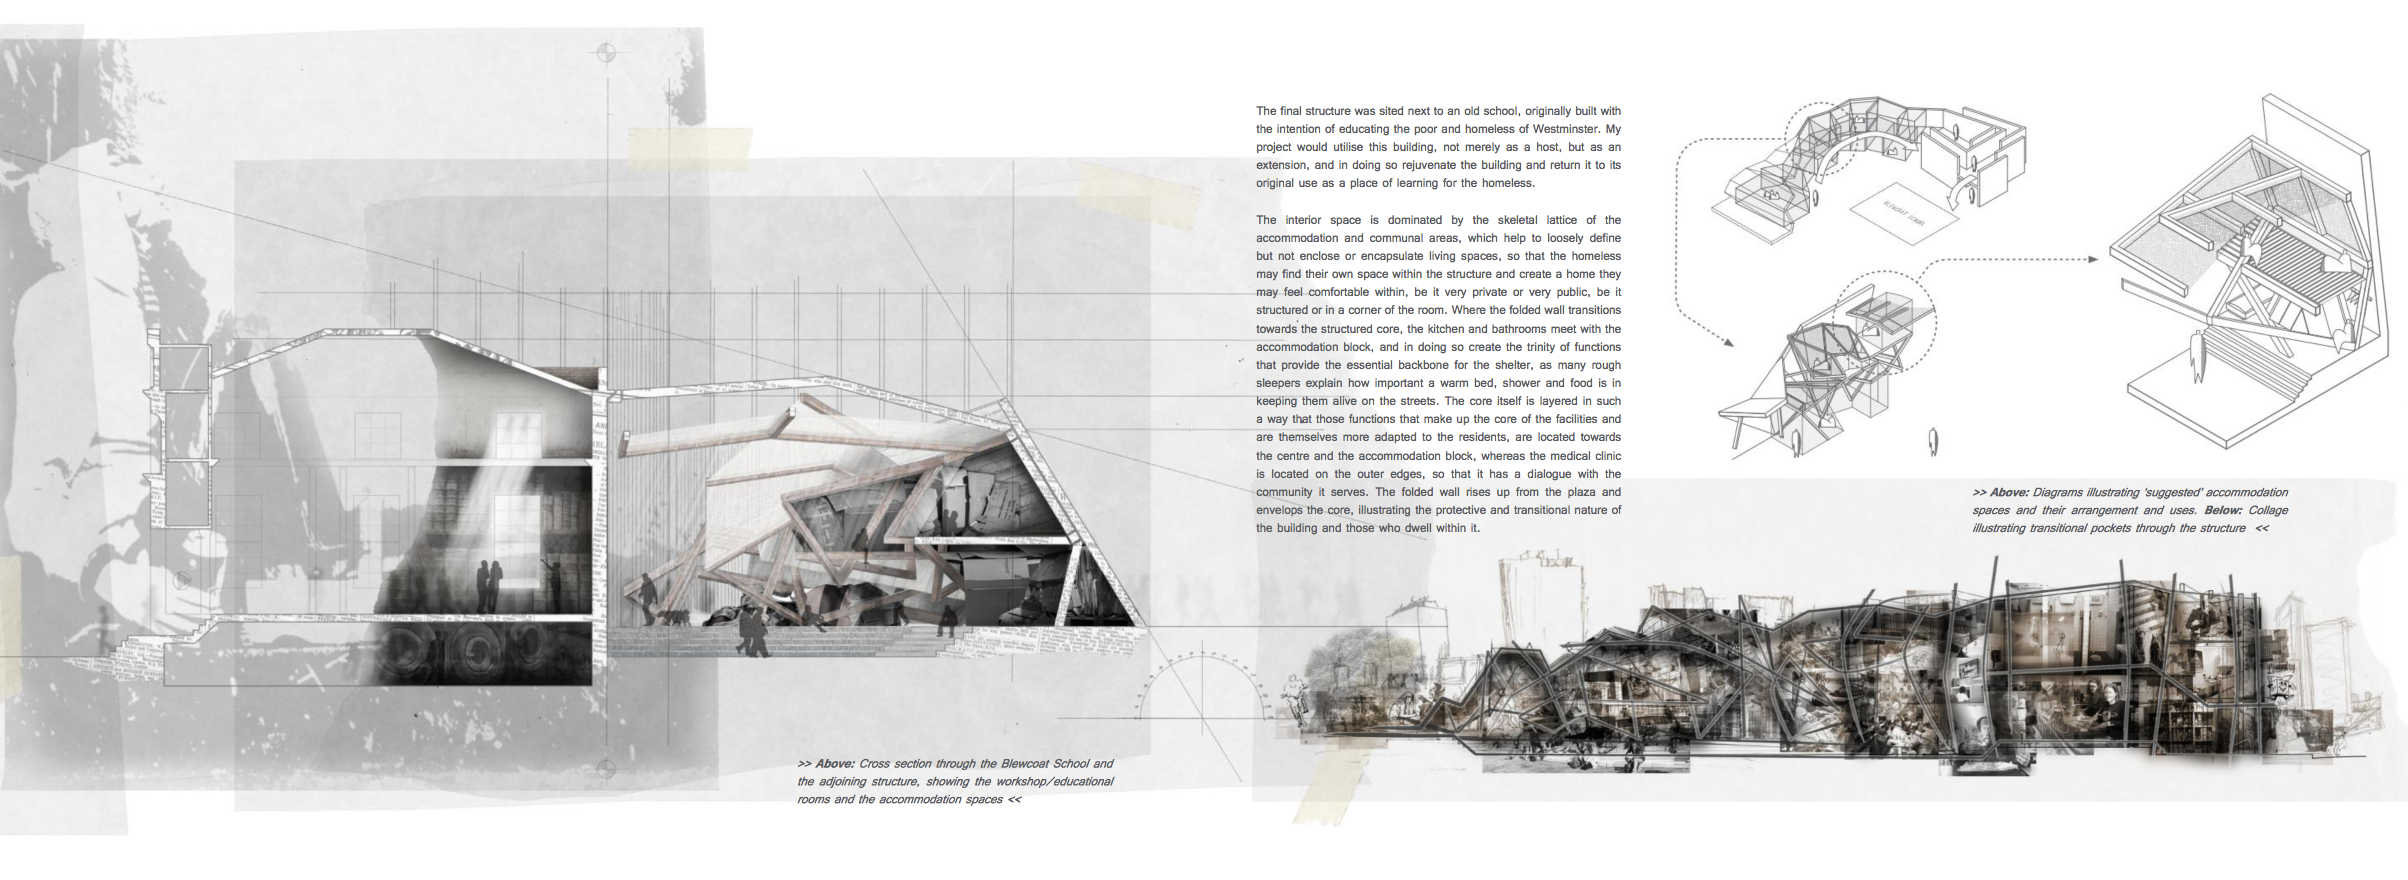 The final structure was sited next to an old school, originally built with
the intention of educating the poor and homeless of Westminster. My
project would utilise this building, not merely as a host, but as an
extension, and in doing so rejuvenate the building and return it to its
original use as a place of learning for the homeless.
The interior space is dominated by the skeletal lattice of the
accommodation and communal areas, which help to loosely define
but not enclose or encapsulate living spaces, so that the homeless
may find their own space within the structure and create a home they
may feel comfortable within, be it very private or very public, be it
structured or in a corner of the room. Where the folded wall transitions
towards the structured core, the kitchen and bathrooms meet with the
accommodation block, and in doing so create the trinity of functions
that provide the essential backbone for the shelter, as many rough
sleepers explain how important a warm bed, shower and food is in
keeping them alive on the streets. The core itself is layered in such
a way that those functions that make up the core of the facilities and
are themselves more adapted to the residents, are located towards
the centre and the accommodation block, whereas the medical clinic
is located on the outer edges, so that it has a dialogue with the
community it serves. The folded wall rises up from the plaza and
envelops the core, illustrating the protective and transitional nature of
the building and those who dwell within it.
>> Above: Diagrams illustrating 'suggested' accommodation
spaces and their arrangement and uses. Below: Collage
illustrating transitional pockets through the structure <<
>> Above: Cross section through the Blewcoat School and
the adjoining structure, showing the workshop/educational
rooms and the accommodation spaces <<